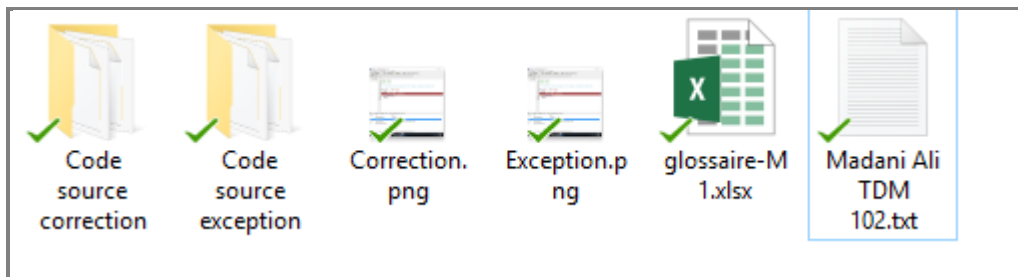 Code
source
correction
Code
source
exception
Correction.
png
Exception.p
ng
X
glossaire-M
1.xlsx
Madani Ali
TDM
102.txt